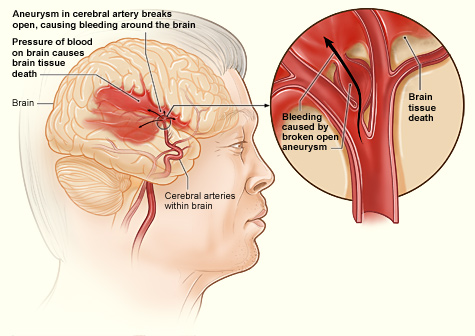 Aneurysm in cerebral artery breaks
open, causing bleeding around the brain
Pressure of blood
on brain causes
brain tissue
death
Brain
Cerebral arteries
within brain
Bleeding
caused by
broken open
aneurysm
Brain
tissue
death